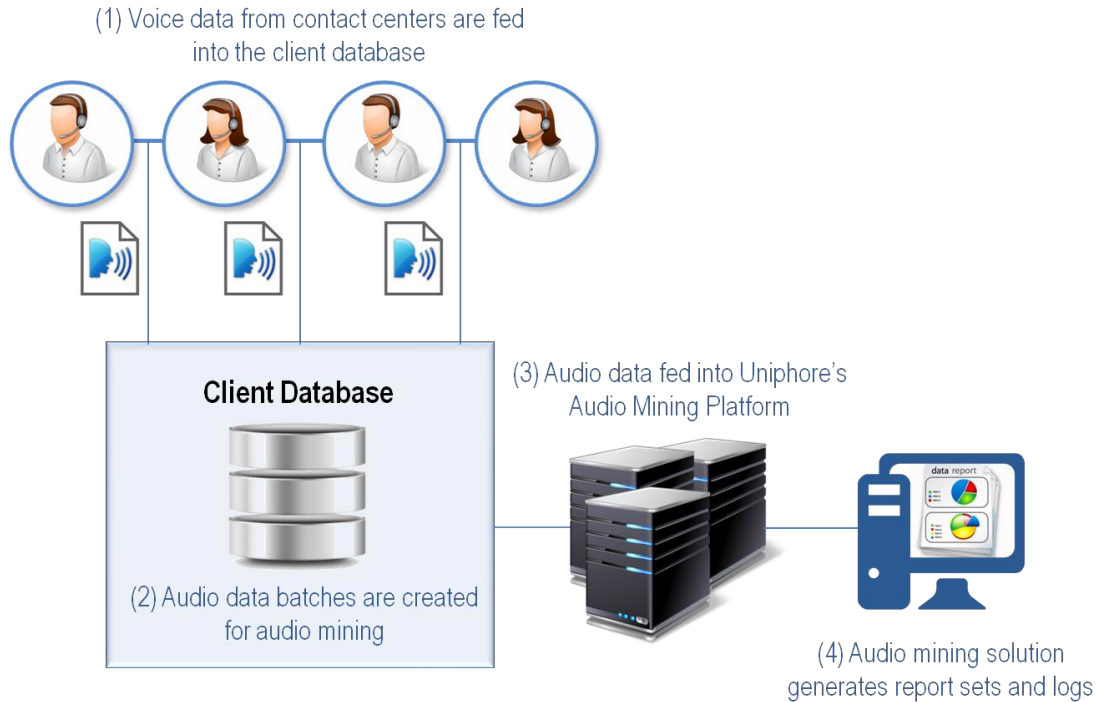 (1) Voice data from contact centers are fed
into the client database
Client Database
(2) Audio data batches are created
for audio mining
(3) Audio data fed into Uniphore's
Audio Mining Platform
data report
(4) Audio mining solution
generates report sets and logs